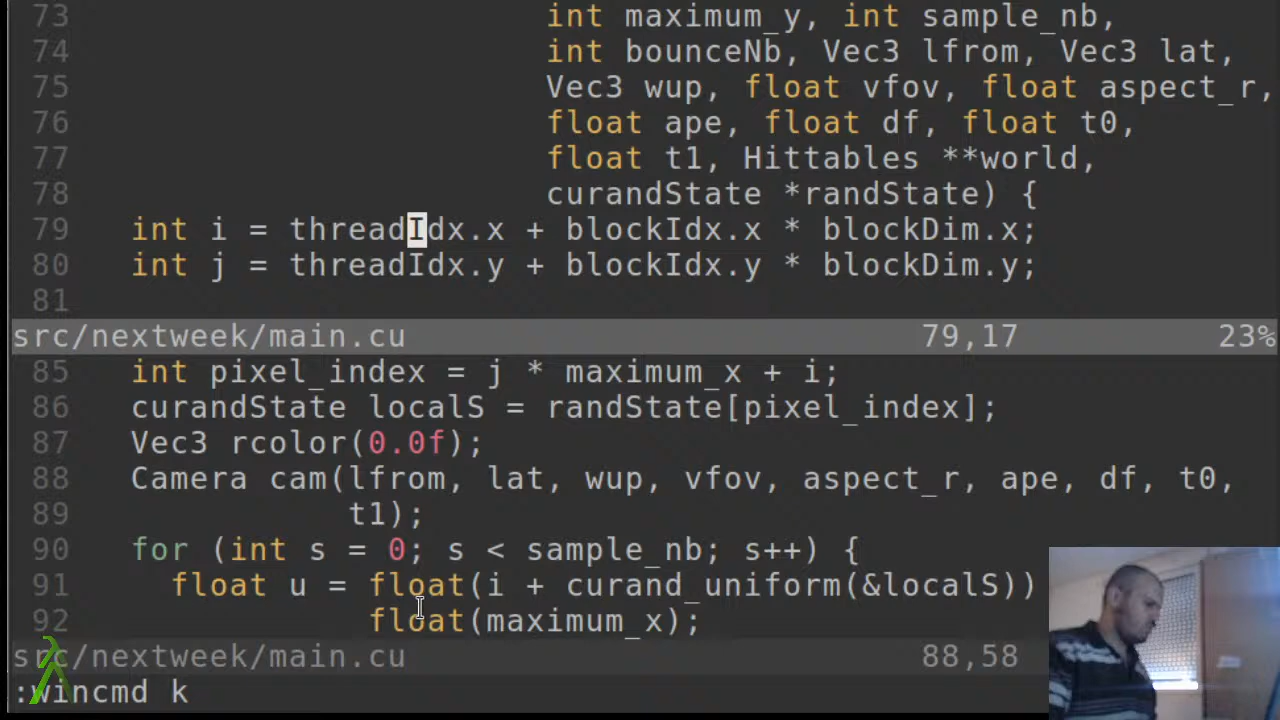 73 int maximum_y, int sample_nb,
74 int bounceNb, Vec3 lfrom, Vec3 lat,
75 Vec3 wup, float vfov, float aspect_r,
76 float ape, float df, float t0,
77 float t1, Hittables **world,
78 curandState *randState) {
79 int i = threadIdx.x + blockIdx.x * blockDim.x;
80 int j = threadIdx.y + blockIdx.y * blockDim.y;
81
src/nextweek/main.cu 79,17 23%
85 int pixel_index = j * maximum_x + i;
86 curandState localS = randState[pixel_index];
87 Vec3 rcolor(0.0f);
88 Camera cam(lfrom, lat, wup, vfov, aspect_r, ape, df, t0,
89 t1);
90 for (int s = 0; s < sample_nb; s++) {
91 float u = float(i + curand_uniform(&localS))
92 float(maximum_x);
src/nextweek/main.cu 88,58
:wincmd k